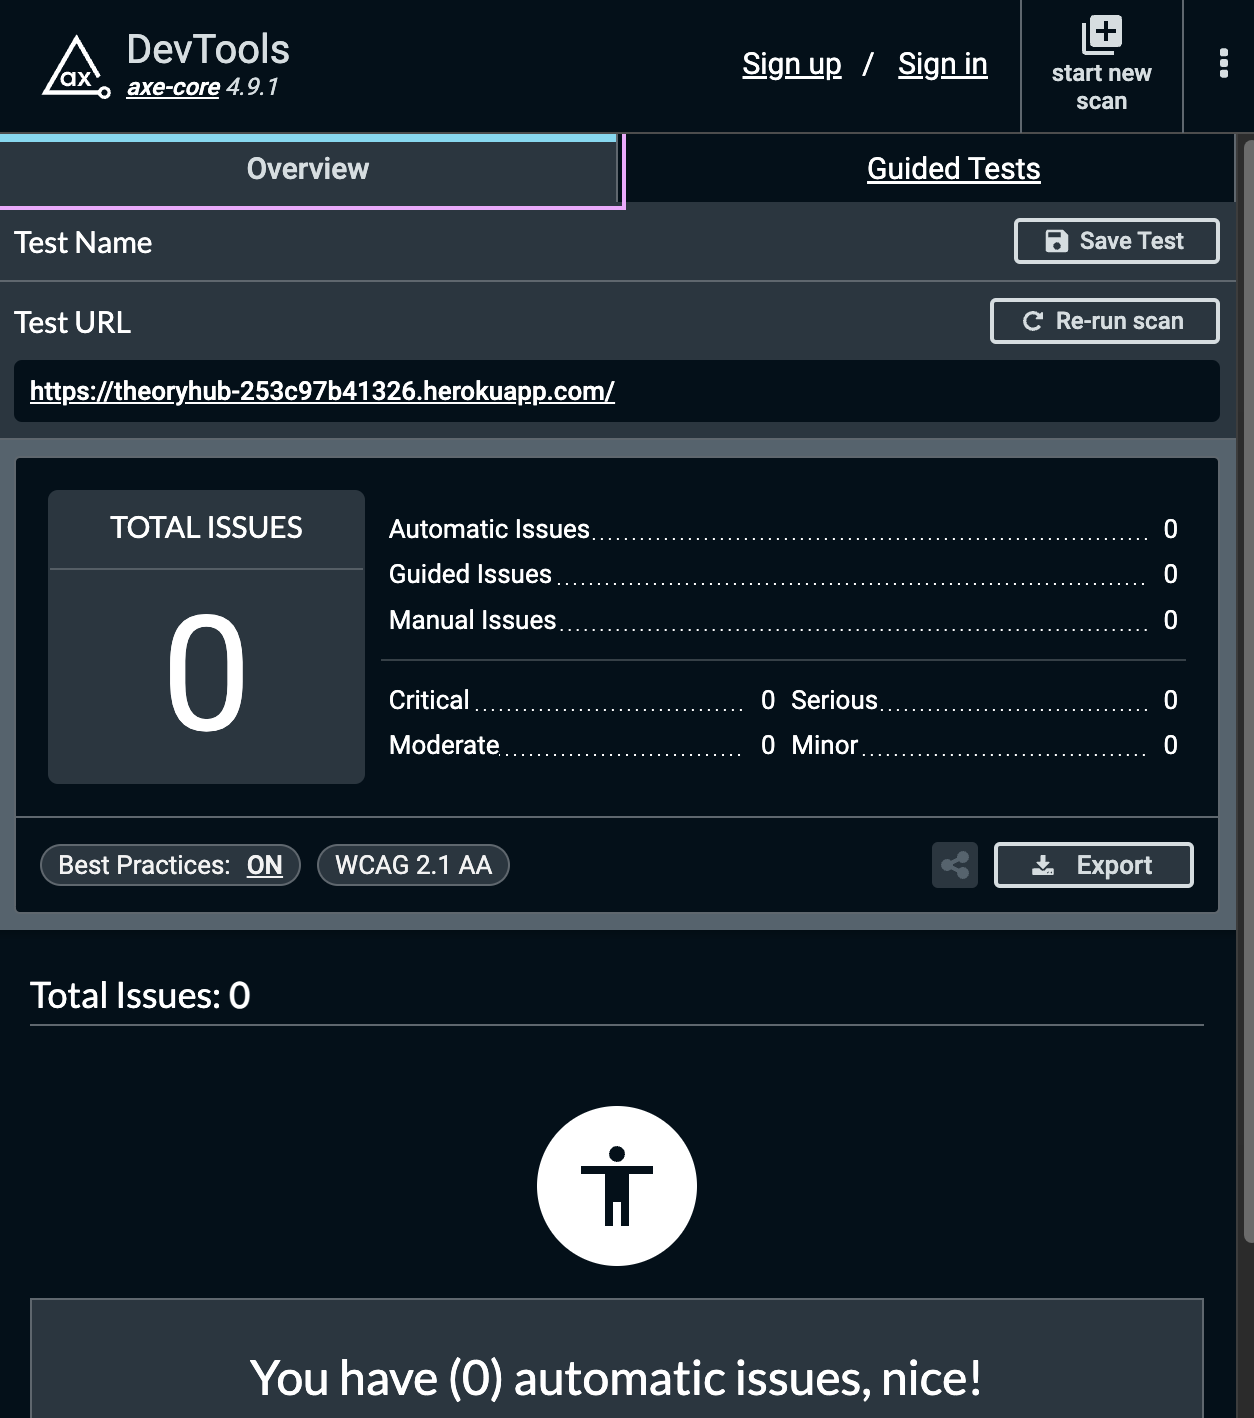 ax
DevTools
axe-core 4.9.1
Sign up / Sign in
start new
scan
Overview
Guided Tests
Test Name
Save Test
Test URL
Re-run scan
https://theoryhub-253c97b41326.herokuapp.com/
TOTAL ISSUES
0
Automatic Issues 0
Guided Issues 0
Manual Issues 0
Critical 0 Serious 0
Moderate 0 Minor 0
Best Practices: ON WCAG 2.1 AA
Export
Total Issues: 0
You have (0) automatic issues, nice!